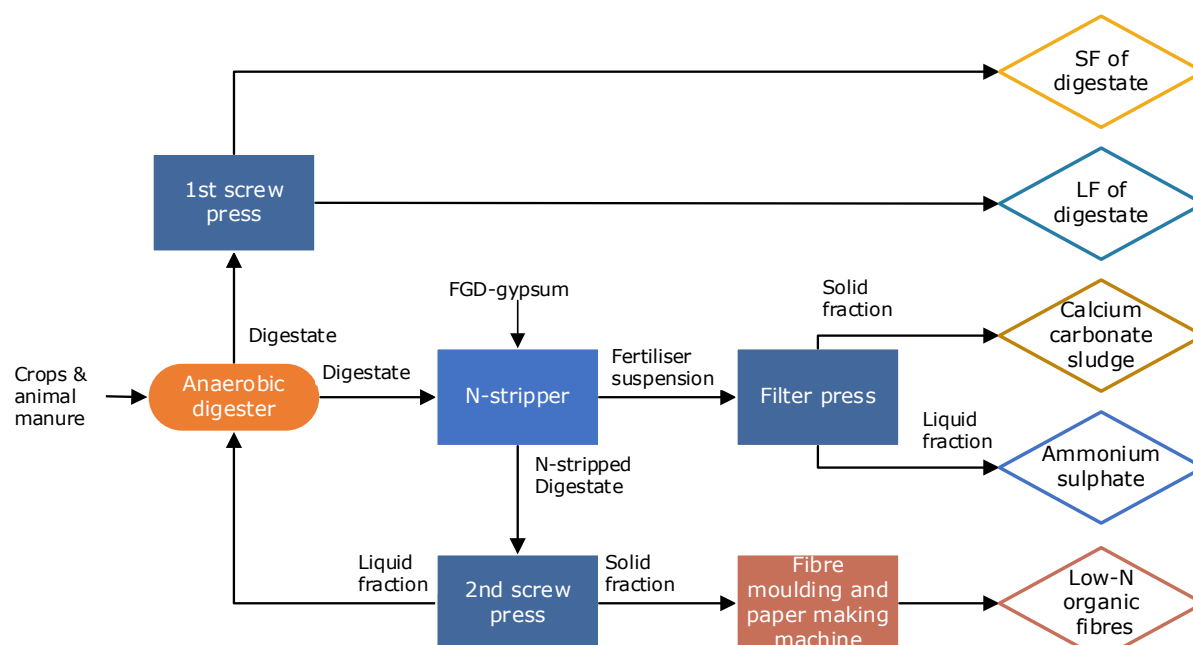 SF of
digestate
1st screw
press
LF of
digestate
Digestate
FGD-gypsum
Solid
fraction
Calcium
carbonate
sludge
Crops &
animal
manure
Anaerobic
digester
Digestate
N-stripper
Fertiliser
suspension
Filter press
Liquid
fraction
Ammonium
sulphate
N-stripped
Digestate
Liquid
fraction
2nd screw
press
Solid
fraction
Fibre
moulding and
paper making
machine
Low-N
organic
fibres